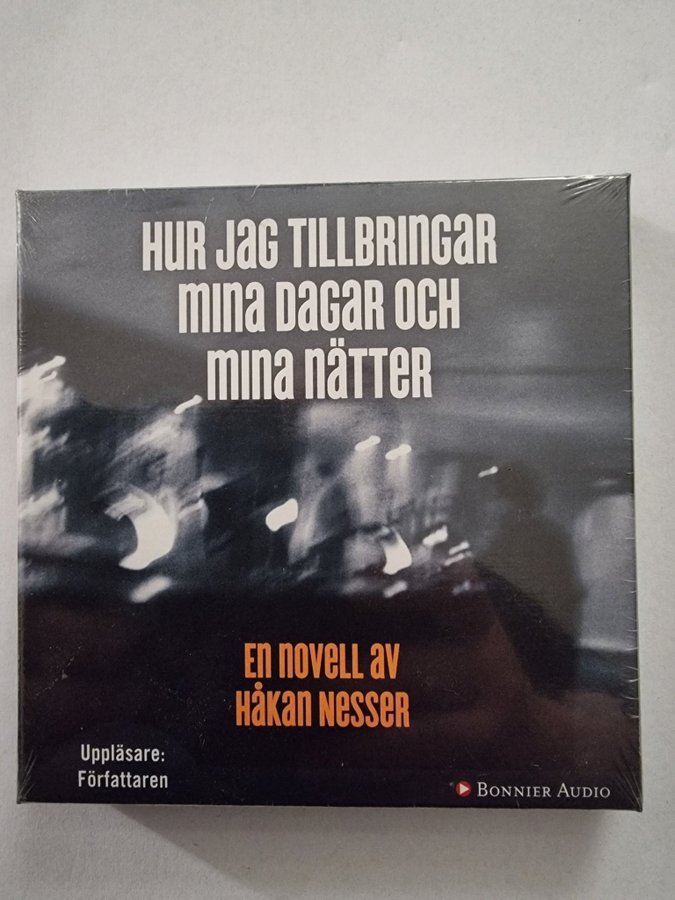 HUR JAG TILLBRINGAR
MINA DAGAR OCH
MINA NÄTTER
EN NOVELL AV
HÅKAN NESSER
Uppläsare:
Författaren
BONNIER AUDIO